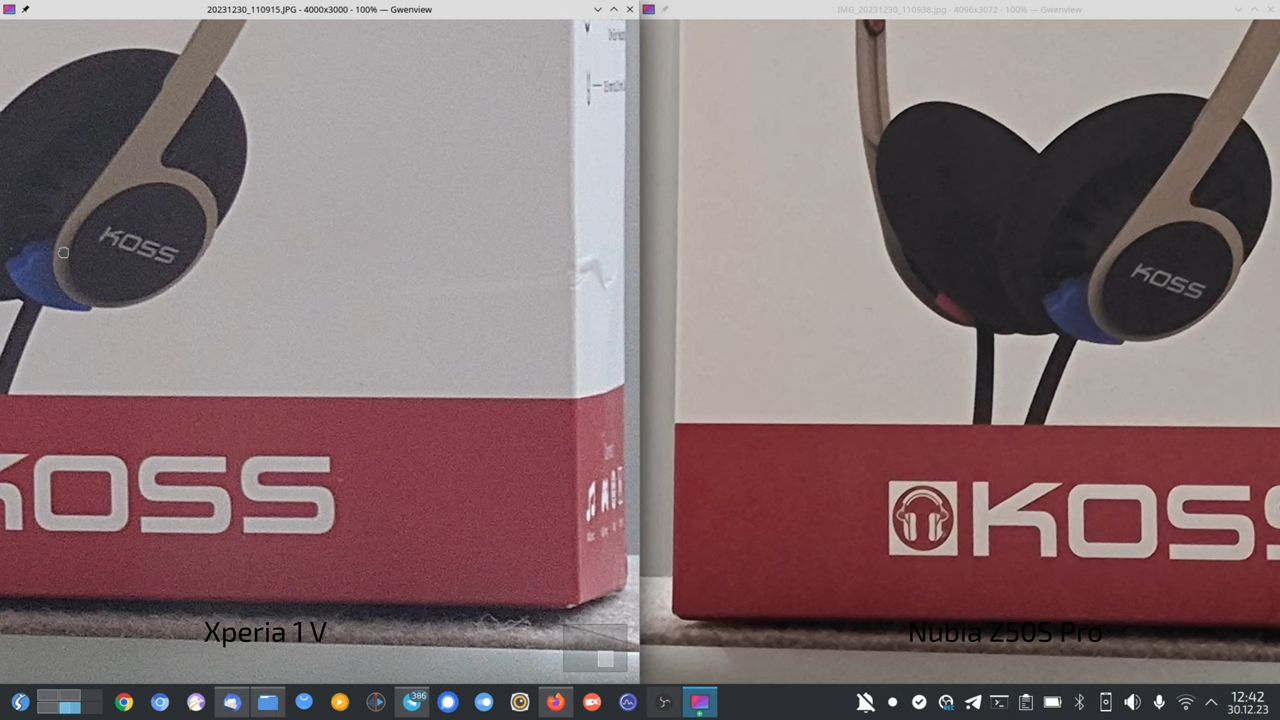 20231230_110915.JPG - 4000x3000 - 100% — Gwenview
IMG_20231230_110938.jpg - 4096x3072 - 100% — Gwenview
KOSS
KOSS
KOSS
KOSS
Xperia 1 V
Nubia Z50S Pro
386
12:42
30.12.23